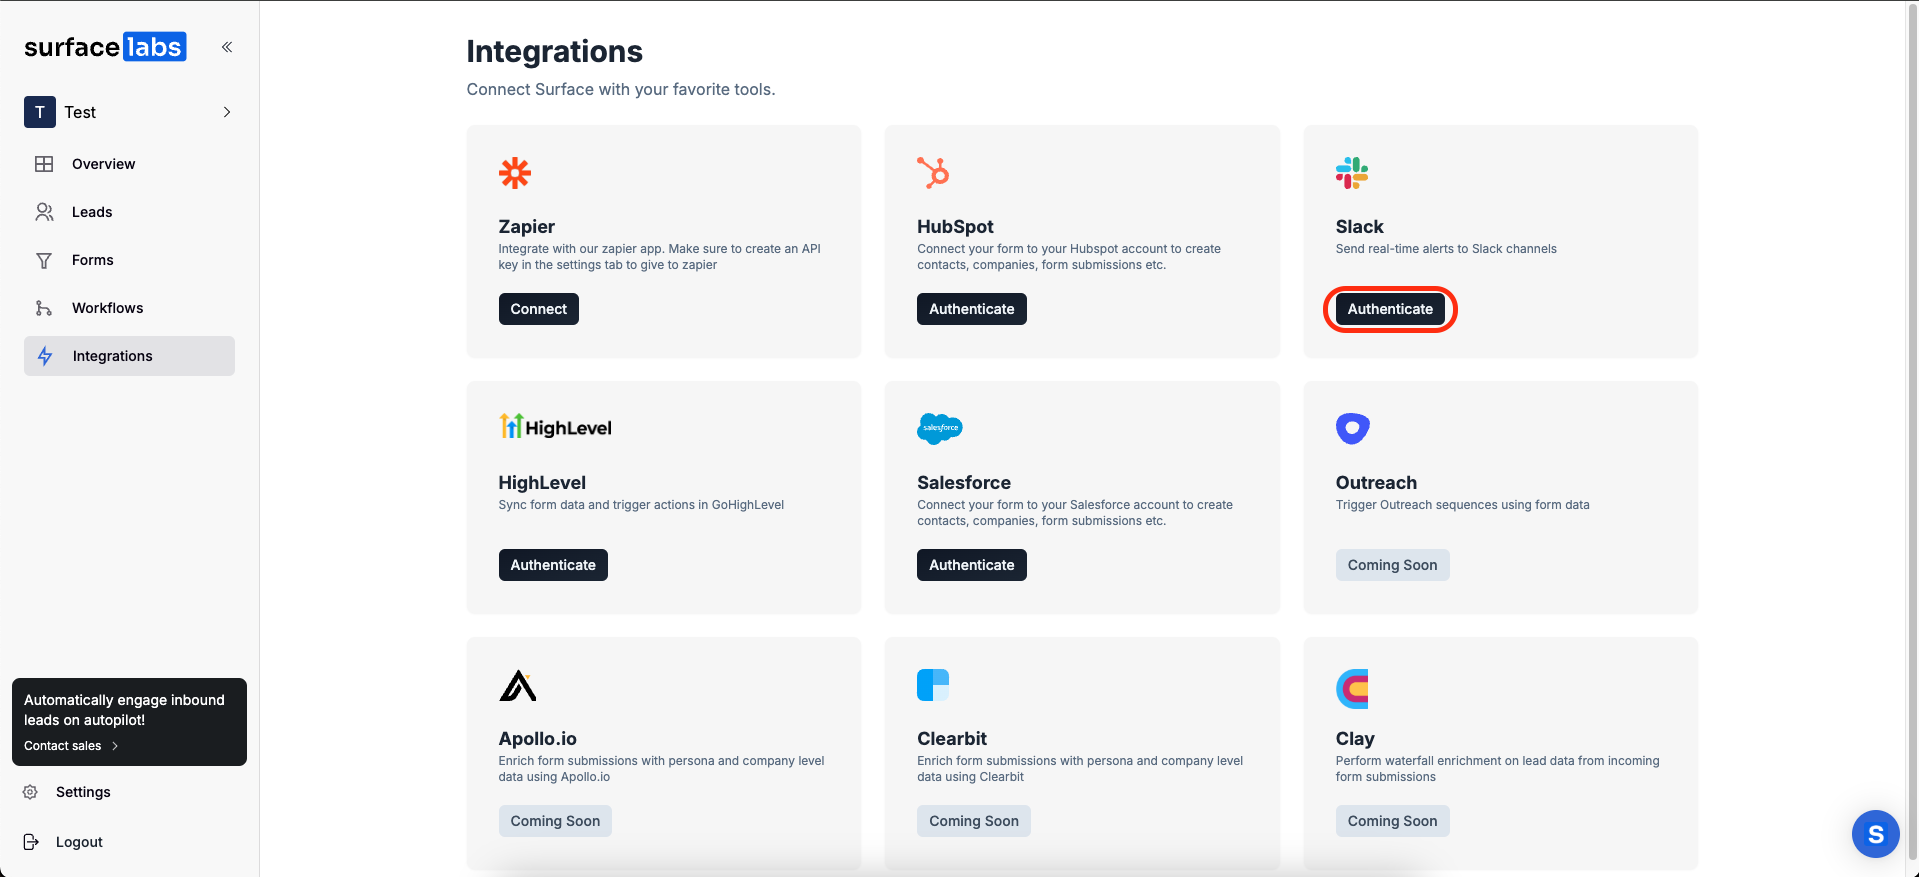 surface labs
T Test
Overview
Leads
Forms
Workflows
Integrations
Automatically engage inbound
leads on autopilot!
Contact sales
Settings
Logout
Integrations
Connect Surface with your favorite tools.
Zapier
Integrate with our zapier app. Make sure to create an API
key in the settings tab to give to zapier
Connect
HubSpot
Connect your form to your Hubspot account to create
contacts, companies, form submissions etc.
Authenticate
Slack
Send real-time alerts to Slack channels
Authenticate
HighLevel
HighLevel
Sync form data and trigger actions in GoHighLevel
Authenticate
salesforce
Salesforce
Connect your form to your Salesforce account to create
contacts, companies, form submissions etc.
Authenticate
Outreach
Trigger Outreach sequences using form data
Coming Soon
Apollo.io
Enrich form submissions with persona and company level
data using Apollo.io
Coming Soon
Clearbit
Enrich form submissions with persona and company level
data using Clearbit
Coming Soon
Clay
Perform waterfall enrichment on lead data from incoming
form submissions
Coming Soon
S